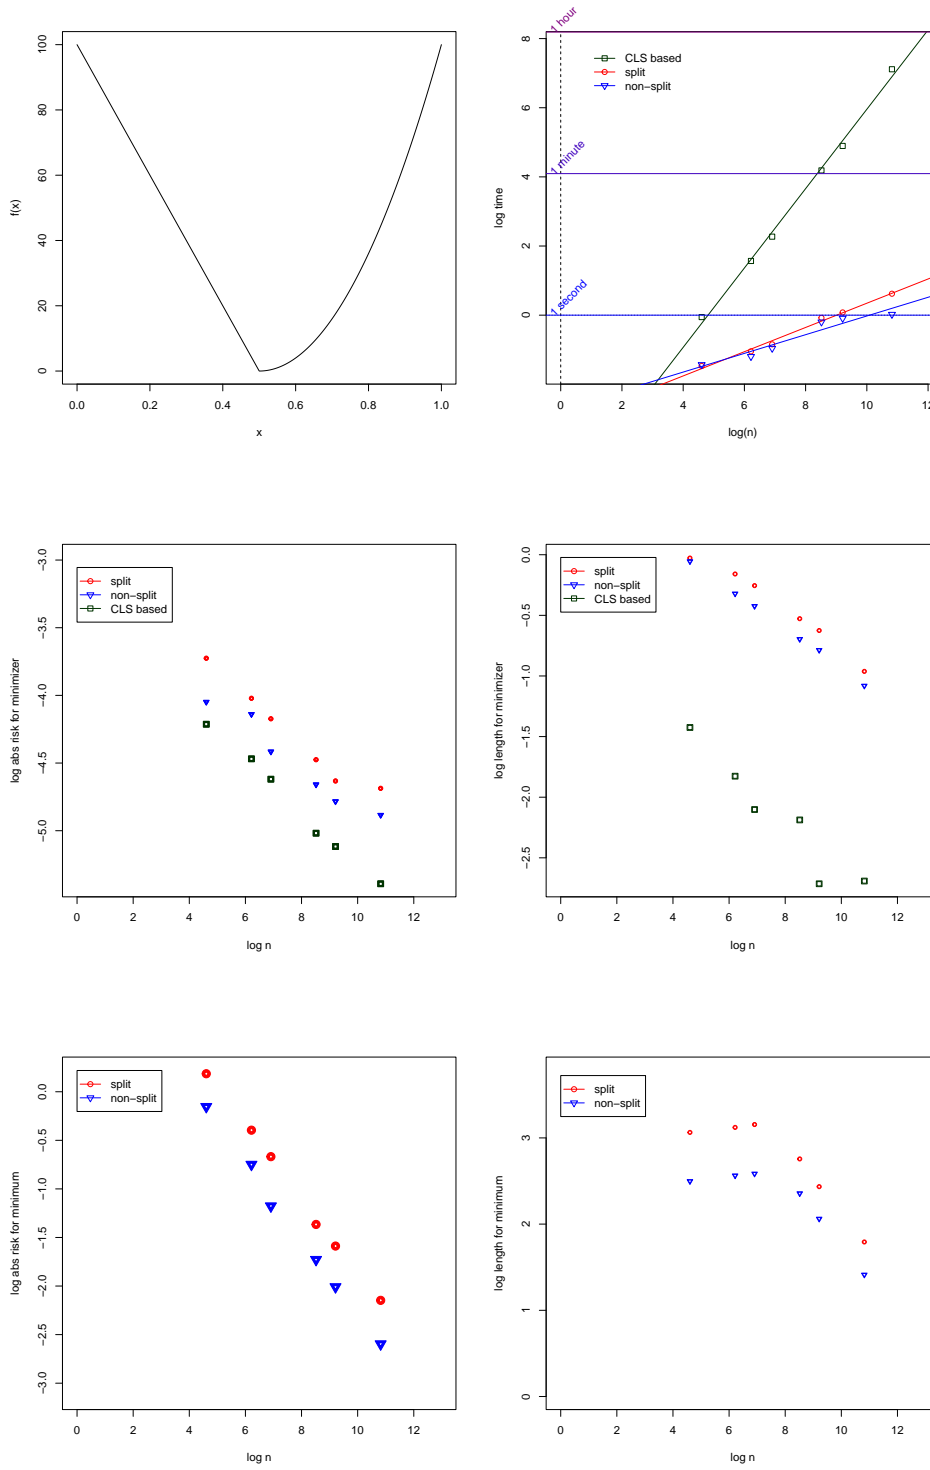 f(x)
100
80
60
40
20
0
0.0 0.2 0.4 0.6 0.8 1.0
x
log time
8
6
4
2
0
1 hour
1 minute
1 second
CLS based
split
non−split
0 2 4 6 8 10 12
log(n)
log abs risk for minimizer
−3.0
−3.5
−4.0
−4.5
−5.0
split
non−split
CLS based
0 2 4 6 8 10 12
log n
log length for minimizer
0.0
−0.5
−1.0
−1.5
−2.0
−2.5
split
non−split
CLS based
0 2 4 6 8 10 12
log n
log abs risk for minimum
0.0
−0.5
−1.0
−1.5
−2.0
−2.5
−3.0
split
non−split
0 2 4 6 8 10 12
log n
log length for minimum
3
2
1
0
split
non−split
0 2 4 6 8 10 12
log n